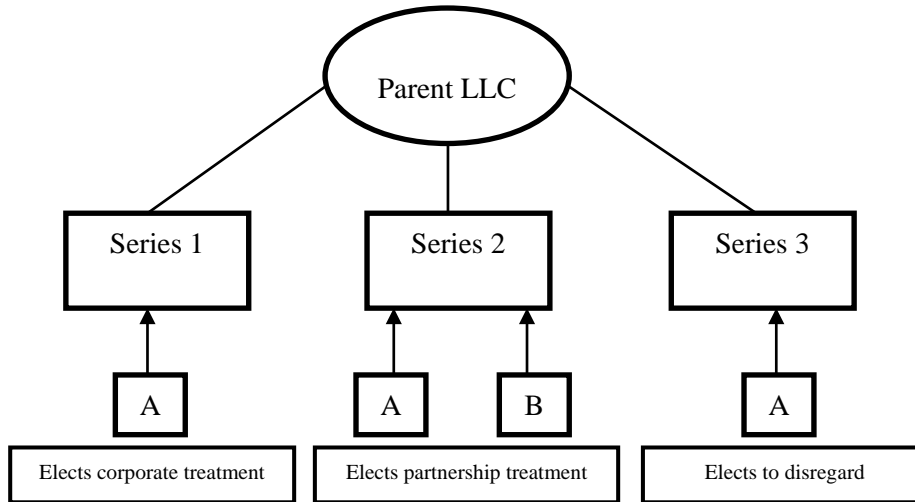 Parent LLC
Series 1
Series 2
Series 3
A
A
B
A
Elects corporate treatment
Elects partnership treatment
Elects to disregard